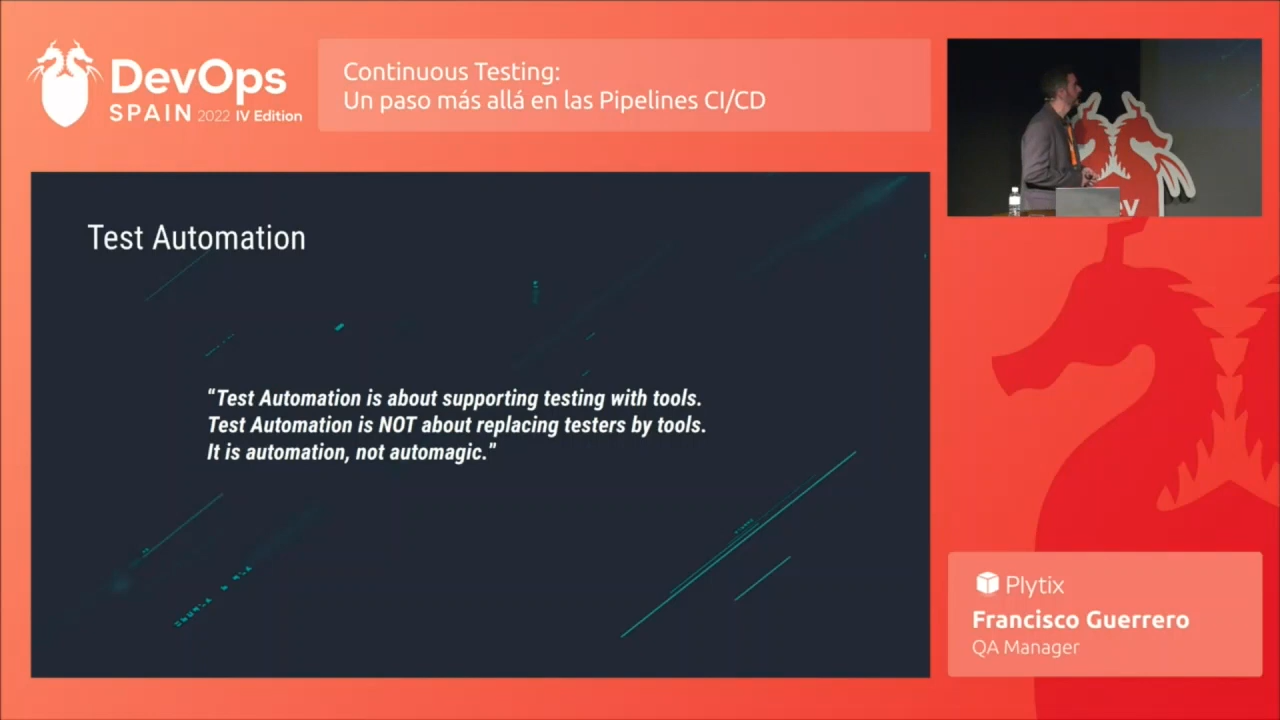 DevOps
SPAIN 2022 IV Edition
Continuous Testing:
Un paso más allá en las Pipelines CI/CD
Test Automation
“Test Automation is about supporting testing with tools.
Test Automation is NOT about replacing testers by tools.
It is automation, not automagic.”
Plytix
Francisco Guerrero
QA Manager